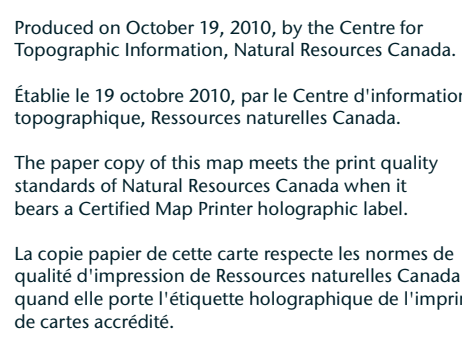 Produced on October 19, 2010, by the Centre for
Topographic Information, Natural Resources Canada.
Établie le 19 octobre 2010, par le Centre d'information
topographique, Ressources naturelles Canada.
The paper copy of this map meets the print quality
standards of Natural Resources Canada when it
bears a Certified Map Printer holographic label.
La copie papier de cette carte respecte les normes de
qualité d'impression de Ressources naturelles Canada
quand elle porte l'étiquette holographique de l'impri
de cartes accrédité.